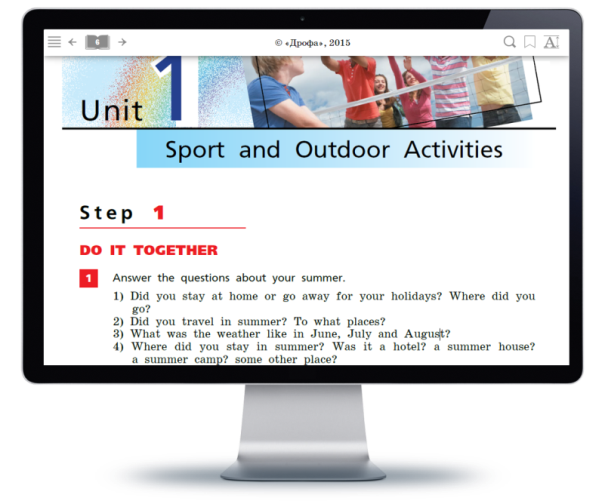 6
© «Дрофа», 2015
A
Unit 1
Sport and Outdoor Activities
Step 1
DO IT TOGETHER
1 Answer the questions about your summer.
1) Did you stay at home or go away for your holidays? Where did you
go?
2) Did you travel in summer? To what places?
3) What was the weather like in June, July and August?
4) Where did you stay in summer? Was it a hotel? a summer house?
a summer camp? some other place?